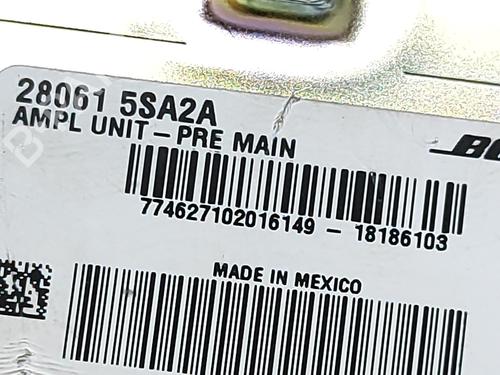 28061 5SA2A
AMPL UNIT-PRE MAIN
774627102016149 - 18186103
MADE IN MEXICO